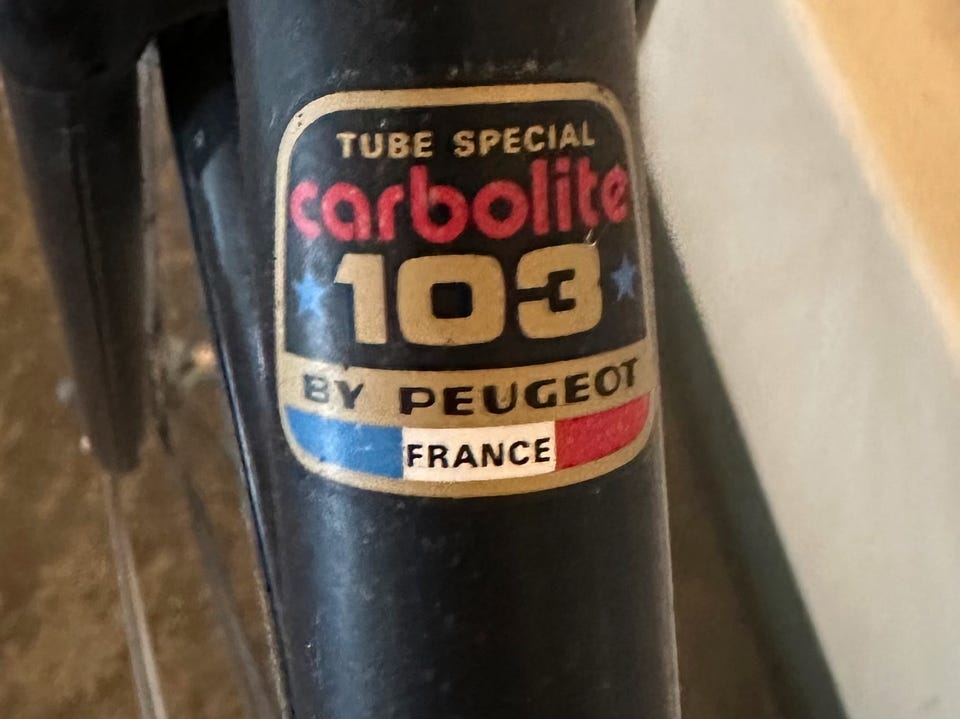 TUBE SPECIAL
carbolite
103
BY PEUGEOT
FRANCE